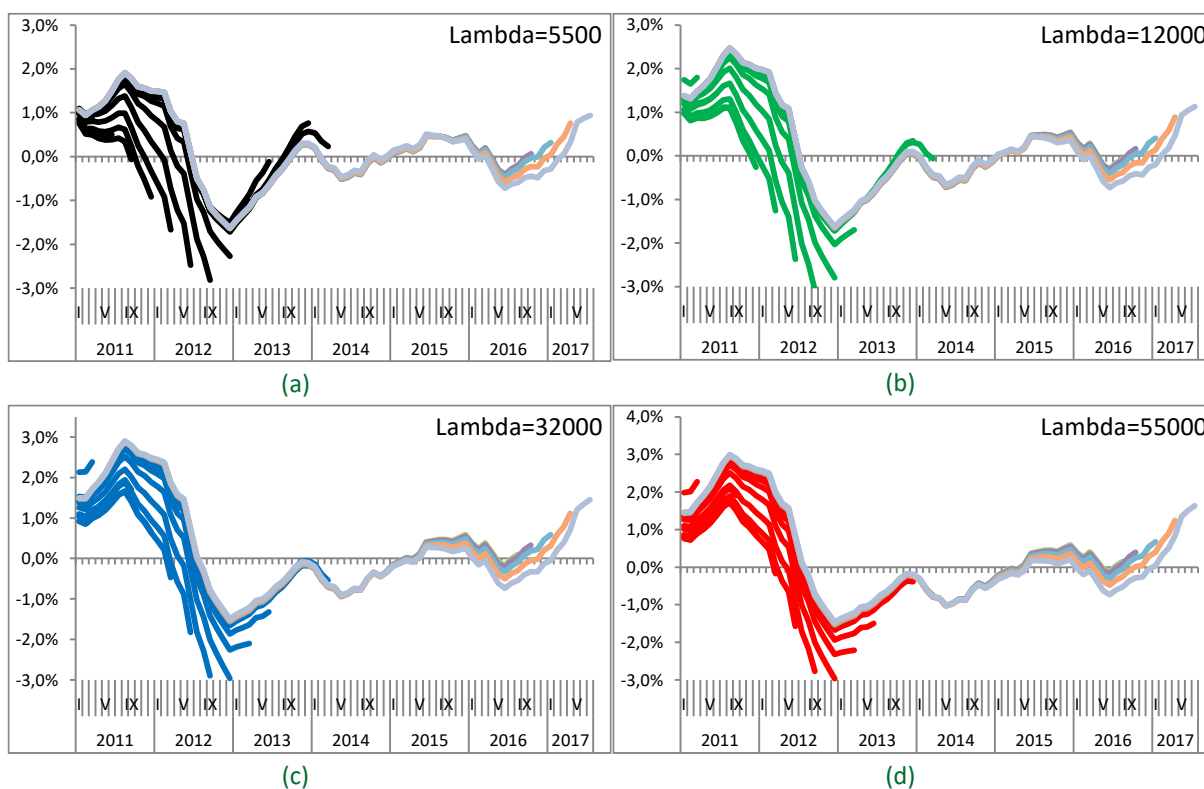 Lambda=5500
3,0%
2,0%
1,0%
0,0%
-1,0%
-2,0%
-3,0%
I V IX I V IX I V IX I V IX I V IX I V IX I V
2011 2012 2013 2014 2015 2016 2017
(a)
Lambda=12000
3,0%
2,0%
1,0%
0,0%
-1,0%
-2,0%
-3,0%
I V IX I V IX I V IX I V IX I V IX I V IX I V
2011 2012 2013 2014 2015 2016 2017
(b)
Lambda=32000
3,0%
2,0%
1,0%
0,0%
-1,0%
-2,0%
-3,0%
I V IX I V IX I V IX I V IX I V IX I V IX I V
2011 2012 2013 2014 2015 2016 2017
(c)
Lambda=55000
4,0%
3,0%
2,0%
1,0%
0,0%
-1,0%
-2,0%
-3,0%
I V IX I V IX I V IX I V IX I V IX I V IX I V
2011 2012 2013 2014 2015 2016 2017
(d)